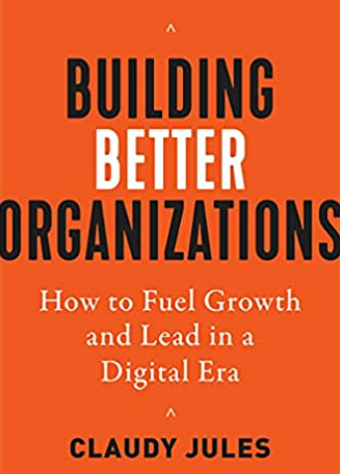 ^
BUILDING
BETTER
ORGANIZATIONS
How to Fuel Growth
and Lead in a
Digital Era
^
CLAUDY JULES